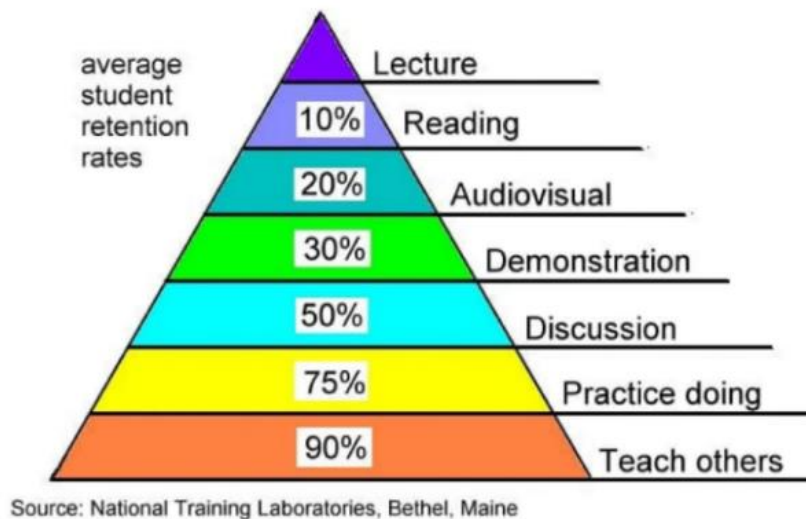 average
student
retention
rates
Lecture
10% Reading
20% Audiovisual
30% Demonstration
50% Discussion
75% Practice doing
90% Teach others
Source: National Training Laboratories, Bethel, Maine